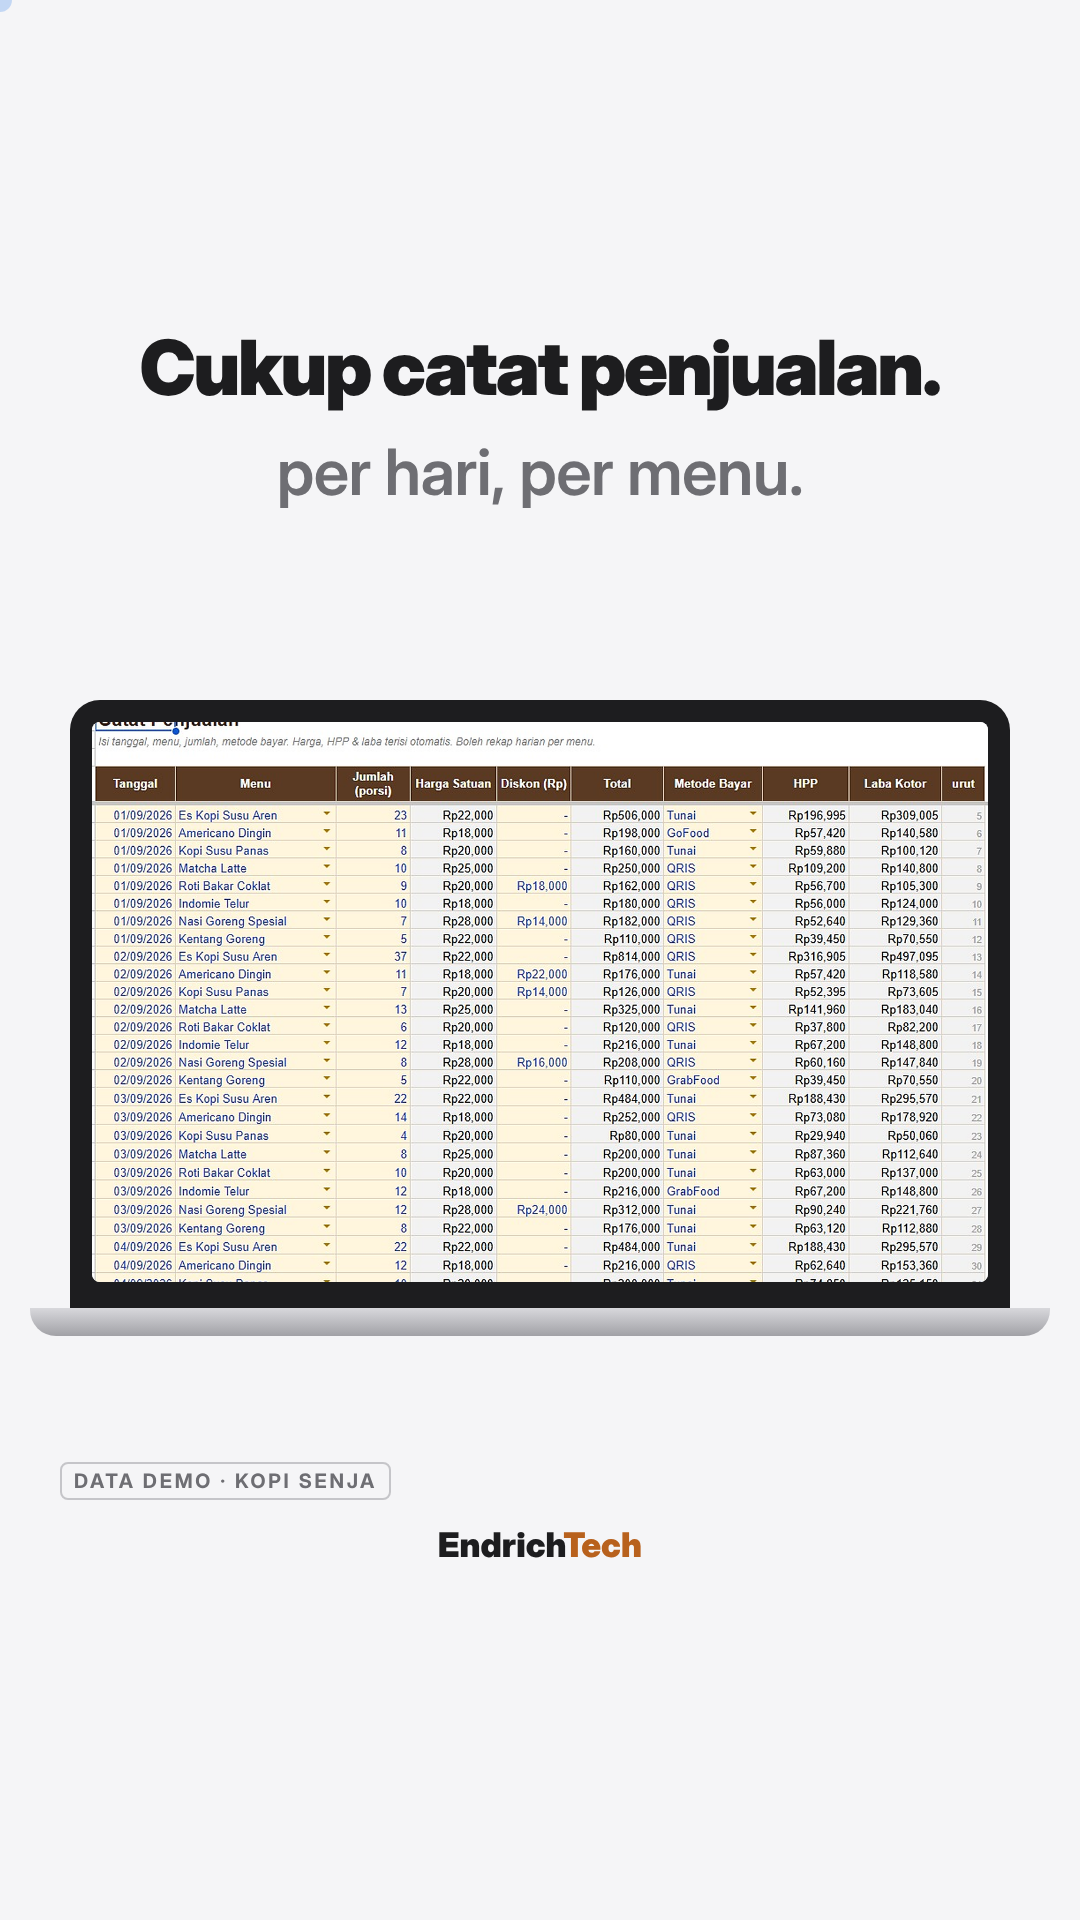 Cukup catat penjualan.
per hari, per menu.
Catat Penjualan
Isi tanggal, menu, jumlah, metode bayar. Harga, HPP & laba terisi otomatis. Boleh rekap harian per menu.
Tanggal Menu Jumlah (porsi) Harga Satuan Diskon (Rp) Total Metode Bayar HPP Laba Kotor urut
01/09/2026 Es Kopi Susu Aren 23 Rp22,000 - Rp506,000 Tunai Rp196,995 Rp309,005 5
01/09/2026 Americano Dingin 11 Rp18,000 - Rp198,000 GoFood Rp57,420 Rp140,580 6
01/09/2026 Kopi Susu Panas 8 Rp20,000 - Rp160,000 Tunai Rp59,880 Rp100,120 7
01/09/2026 Matcha Latte 10 Rp25,000 - Rp250,000 QRIS Rp109,200 Rp140,800 8
01/09/2026 Roti Bakar Coklat 9 Rp20,000 Rp18,000 Rp162,000 QRIS Rp56,700 Rp105,300 9
01/09/2026 Indomie Telur 10 Rp18,000 - Rp180,000 QRIS Rp56,000 Rp124,000 10
01/09/2026 Nasi Goreng Spesial 7 Rp28,000 Rp14,000 Rp182,000 QRIS Rp52,640 Rp129,360 11
01/09/2026 Kentang Goreng 5 Rp22,000 - Rp110,000 QRIS Rp39,450 Rp70,550 12
02/09/2026 Es Kopi Susu Aren 37 Rp22,000 - Rp814,000 QRIS Rp316,905 Rp497,095 13
02/09/2026 Americano Dingin 11 Rp18,000 Rp22,000 Rp176,000 Tunai Rp57,420 Rp118,580 14
02/09/2026 Kopi Susu Panas 7 Rp20,000 Rp14,000 Rp126,000 QRIS Rp52,395 Rp73,605 15
02/09/2026 Matcha Latte 13 Rp25,000 - Rp325,000 Tunai Rp141,960 Rp183,040 16
02/09/2026 Roti Bakar Coklat 6 Rp20,000 - Rp120,000 QRIS Rp37,800 Rp82,200 17
02/09/2026 Indomie Telur 12 Rp18,000 - Rp216,000 Tunai Rp67,200 Rp148,800 18
02/09/2026 Nasi Goreng Spesial 8 Rp28,000 Rp16,000 Rp208,000 QRIS Rp60,160 Rp147,840 19
02/09/2026 Kentang Goreng 5 Rp22,000 - Rp110,000 GrabFood Rp39,450 Rp70,550 20
03/09/2026 Es Kopi Susu Aren 22 Rp22,000 - Rp484,000 Tunai Rp188,430 Rp295,570 21
03/09/2026 Americano Dingin 14 Rp18,000 - Rp252,000 QRIS Rp73,080 Rp178,920 22
03/09/2026 Kopi Susu Panas 4 Rp20,000 - Rp80,000 Tunai Rp29,940 Rp50,060 23
03/09/2026 Matcha Latte 8 Rp25,000 - Rp200,000 Tunai Rp87,360 Rp112,640 24
03/09/2026 Roti Bakar Coklat 10 Rp20,000 - Rp200,000 Tunai Rp63,000 Rp137,000 25
03/09/2026 Indomie Telur 12 Rp18,000 - Rp216,000 GrabFood Rp67,200 Rp148,800 26
03/09/2026 Nasi Goreng Spesial 12 Rp28,000 Rp24,000 Rp312,000 Tunai Rp90,240 Rp221,760 27
03/09/2026 Kentang Goreng 8 Rp22,000 - Rp176,000 Tunai Rp63,120 Rp112,880 28
04/09/2026 Es Kopi Susu Aren 22 Rp22,000 - Rp484,000 Tunai Rp188,430 Rp295,570 29
04/09/2026 Americano Dingin 12 Rp18,000 - Rp216,000 QRIS Rp62,640 Rp153,360 30
DATA DEMO · KOPI SENJA
EndrichTech